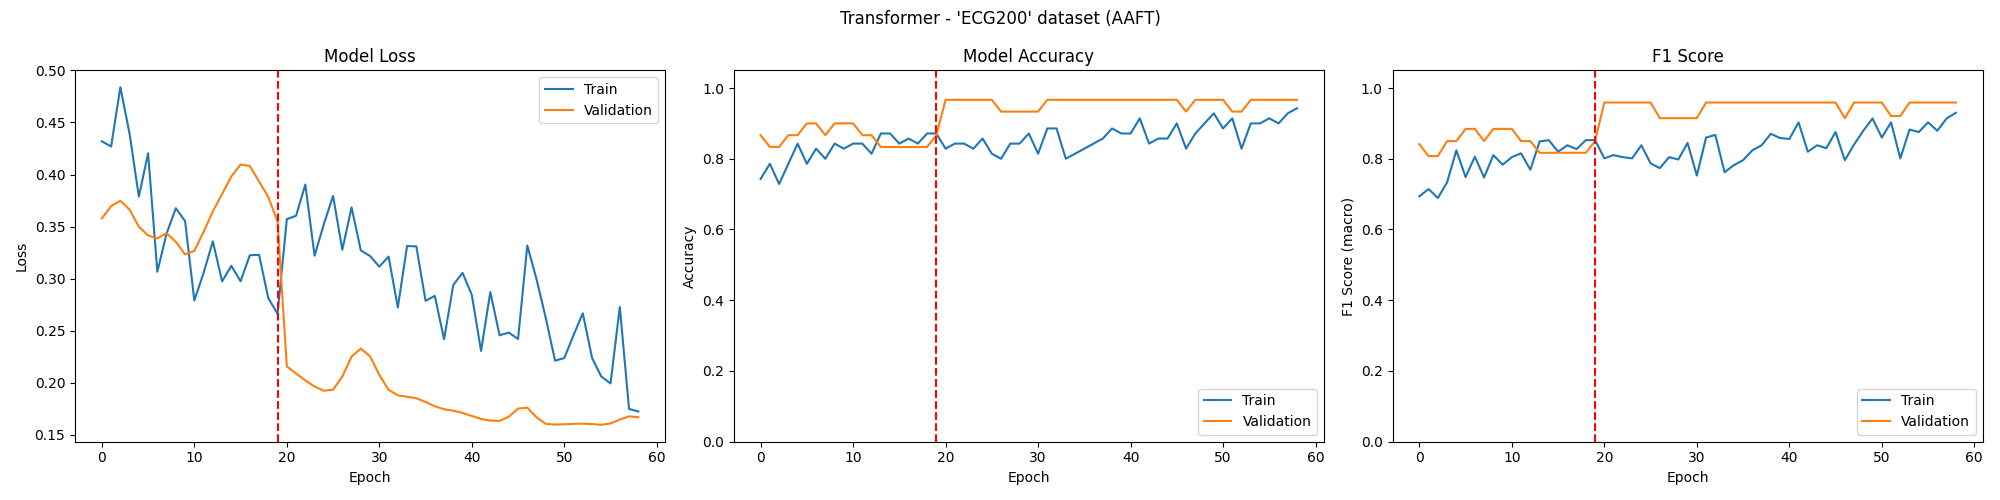 Transformer - 'ECG200' dataset (AAFT)
Model Loss
Loss
0.50
0.45
0.40
0.35
0.30
0.25
0.20
0.15
0 10 20 30 40 50 60
Epoch
Train
Validation
Model Accuracy
Accuracy
1.0
0.8
0.6
0.4
0.2
0.0
0 10 20 30 40 50 60
Epoch
Train
Validation
F1 Score
F1 Score (macro)
1.0
0.8
0.6
0.4
0.2
0.0
0 10 20 30 40 50 60
Epoch
Train
Validation